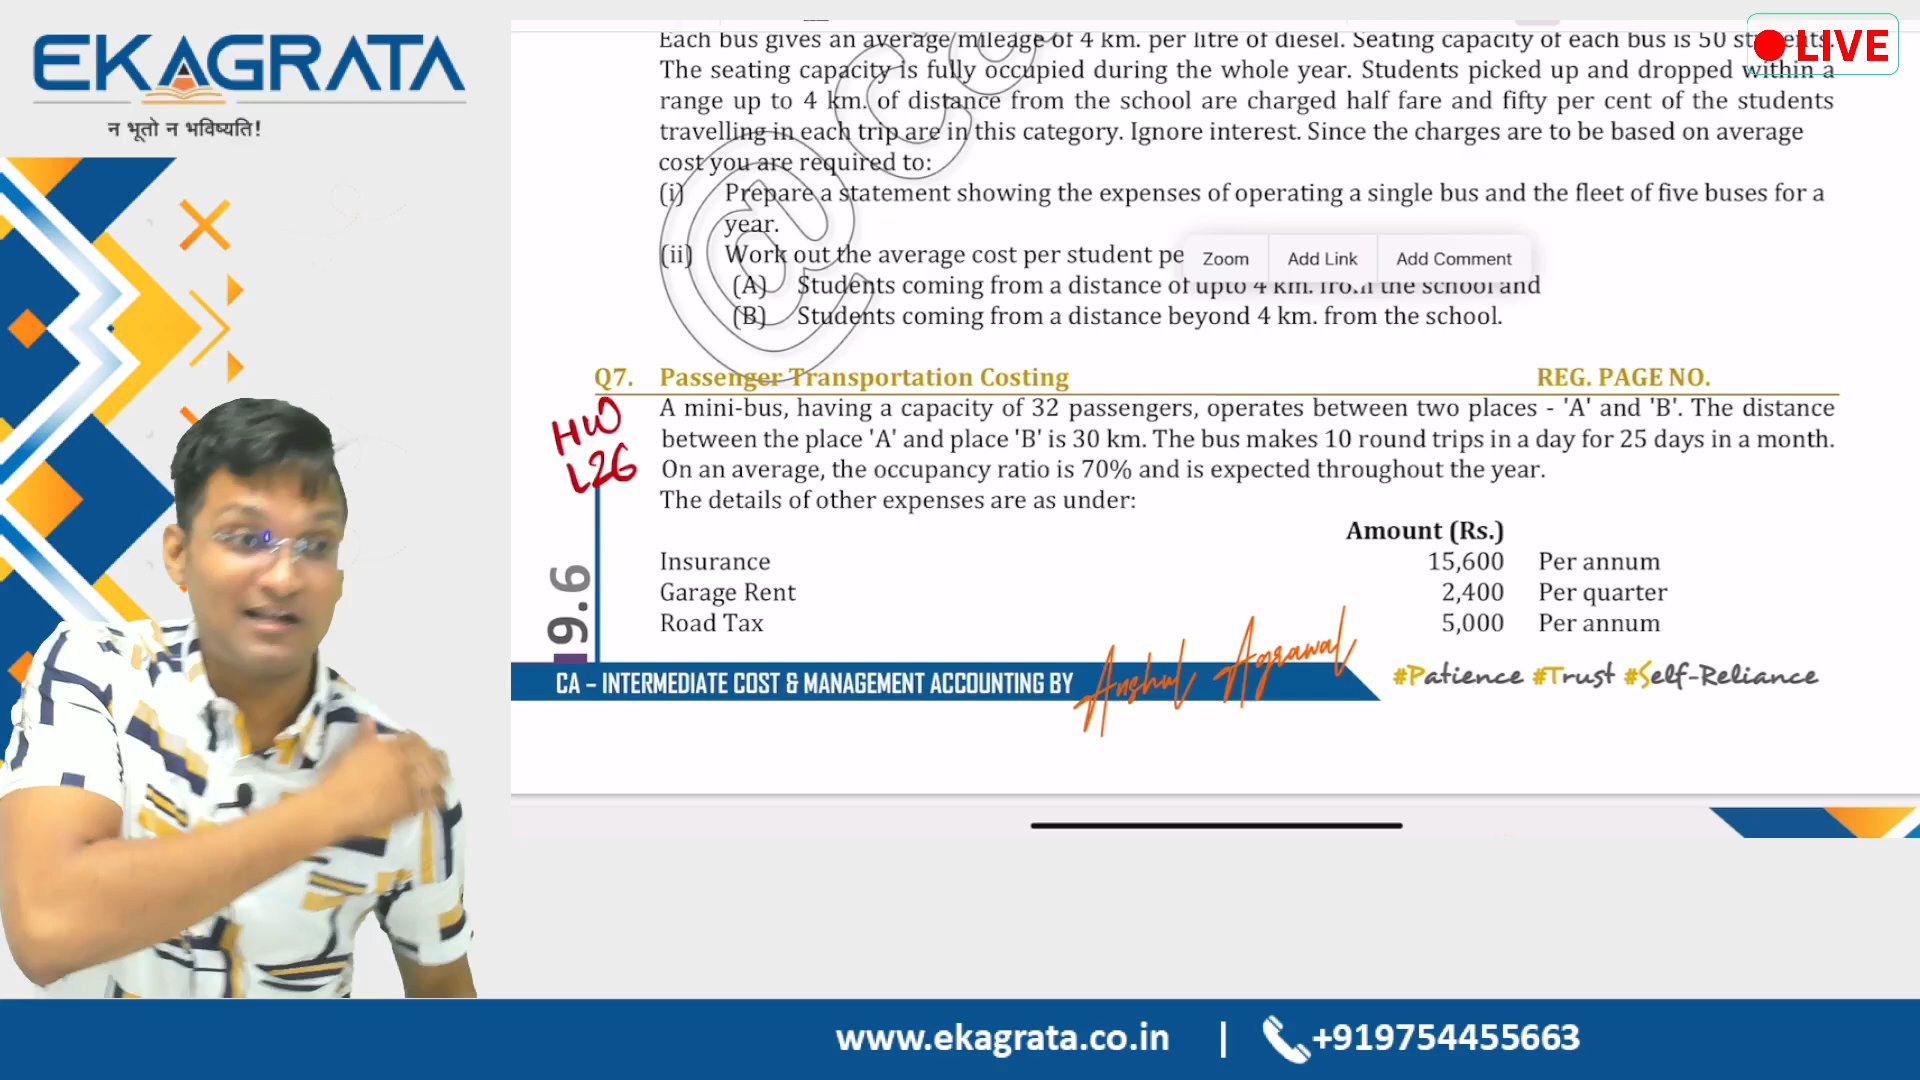 EKAGRATA
न भूतो न भविष्यति!
LIVE
Each bus gives an average mileage of 4 km. per litre of diesel. Seating capacity of each bus is 50 students.
The seating capacity is fully occupied during the whole year. Students picked up and dropped within a
range up to 4 km. of distance from the school are charged half fare and fifty per cent of the students
travelling in each trip are in this category. Ignore interest. Since the charges are to be based on average
cost you are required to:
(i) Prepare a statement showing the expenses of operating a single bus and the fleet of five buses for a
year.
(ii) Work out the average cost per student pe
Zoom Add Link Add Comment
(A) Students coming from a distance of upto 4 km. from the school and
(B) Students coming from a distance beyond 4 km. from the school.
Q7. Passenger Transportation Costing REG. PAGE NO.
HW
L26
A mini-bus, having a capacity of 32 passengers, operates between two places - 'A' and 'B'. The distance
between the place 'A' and place 'B' is 30 km. The bus makes 10 round trips in a day for 25 days in a month.
On an average, the occupancy ratio is 70% and is expected throughout the year.
The details of other expenses are as under:
Amount (Rs.)
Insurance 15,600 Per annum
Garage Rent 2,400 Per quarter
Road Tax 5,000 Per annum
9.6
CA – INTERMEDIATE COST & MANAGEMENT ACCOUNTING BY Anshul Agrawal
#Patience #Trust #Self-Reliance
www.ekagrata.co.in | +919754455663